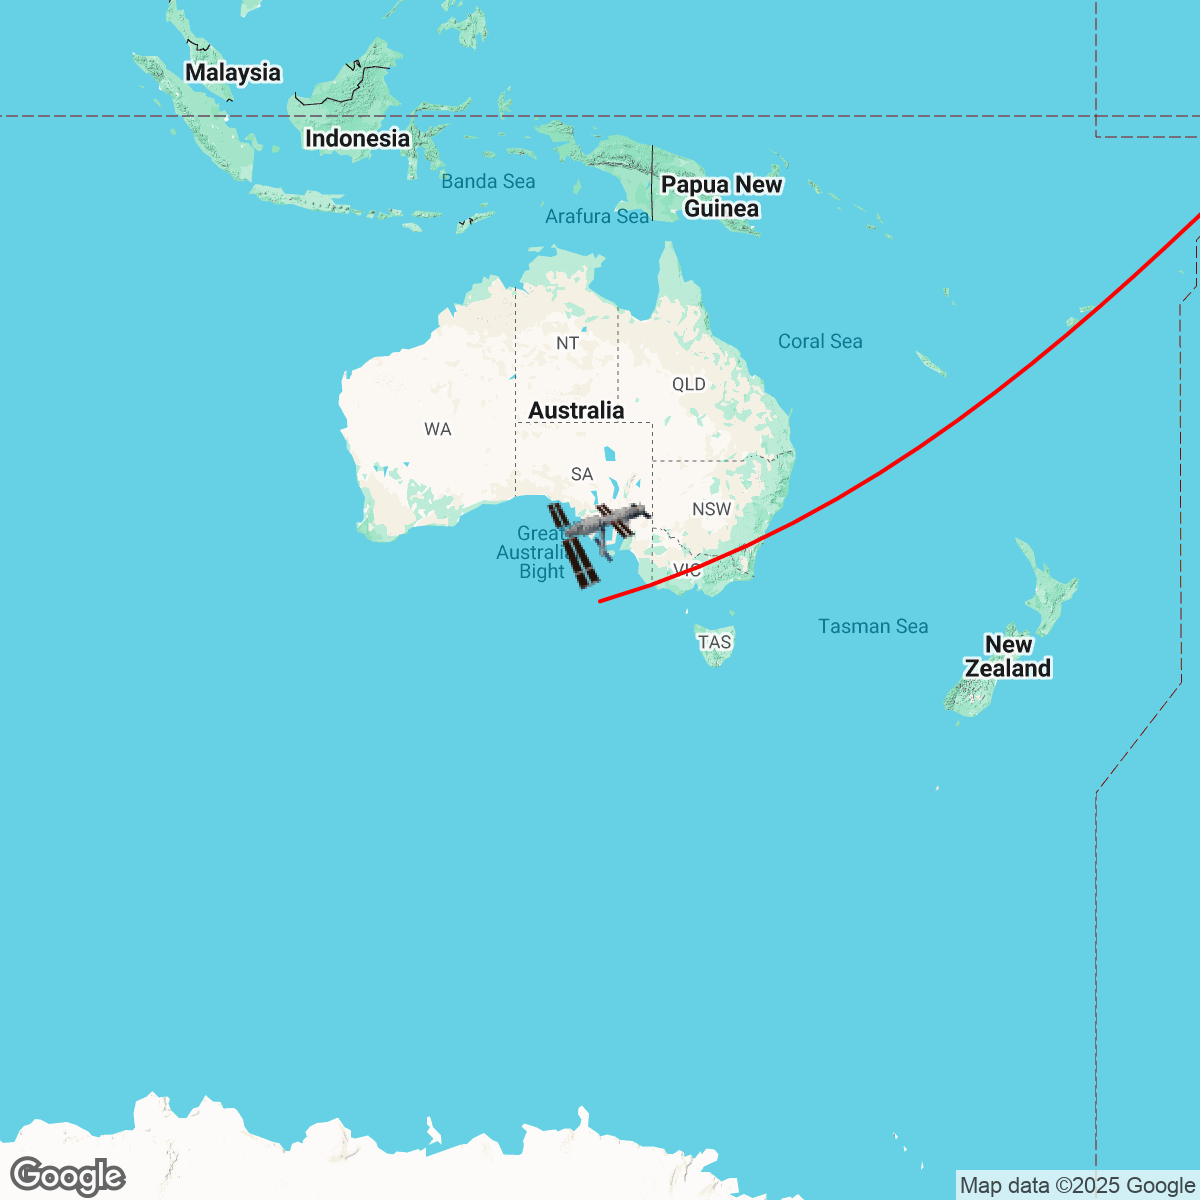 Malaysia
Indonesia
Banda Sea
Papua New
Guinea
Arafura Sea
NT
Coral Sea
QLD
Australia
WA
SA
NSW
Great
Australia
Bight
VIC
TAS
Tasman Sea
New
Zealand
Google
Map data ©2025 Google